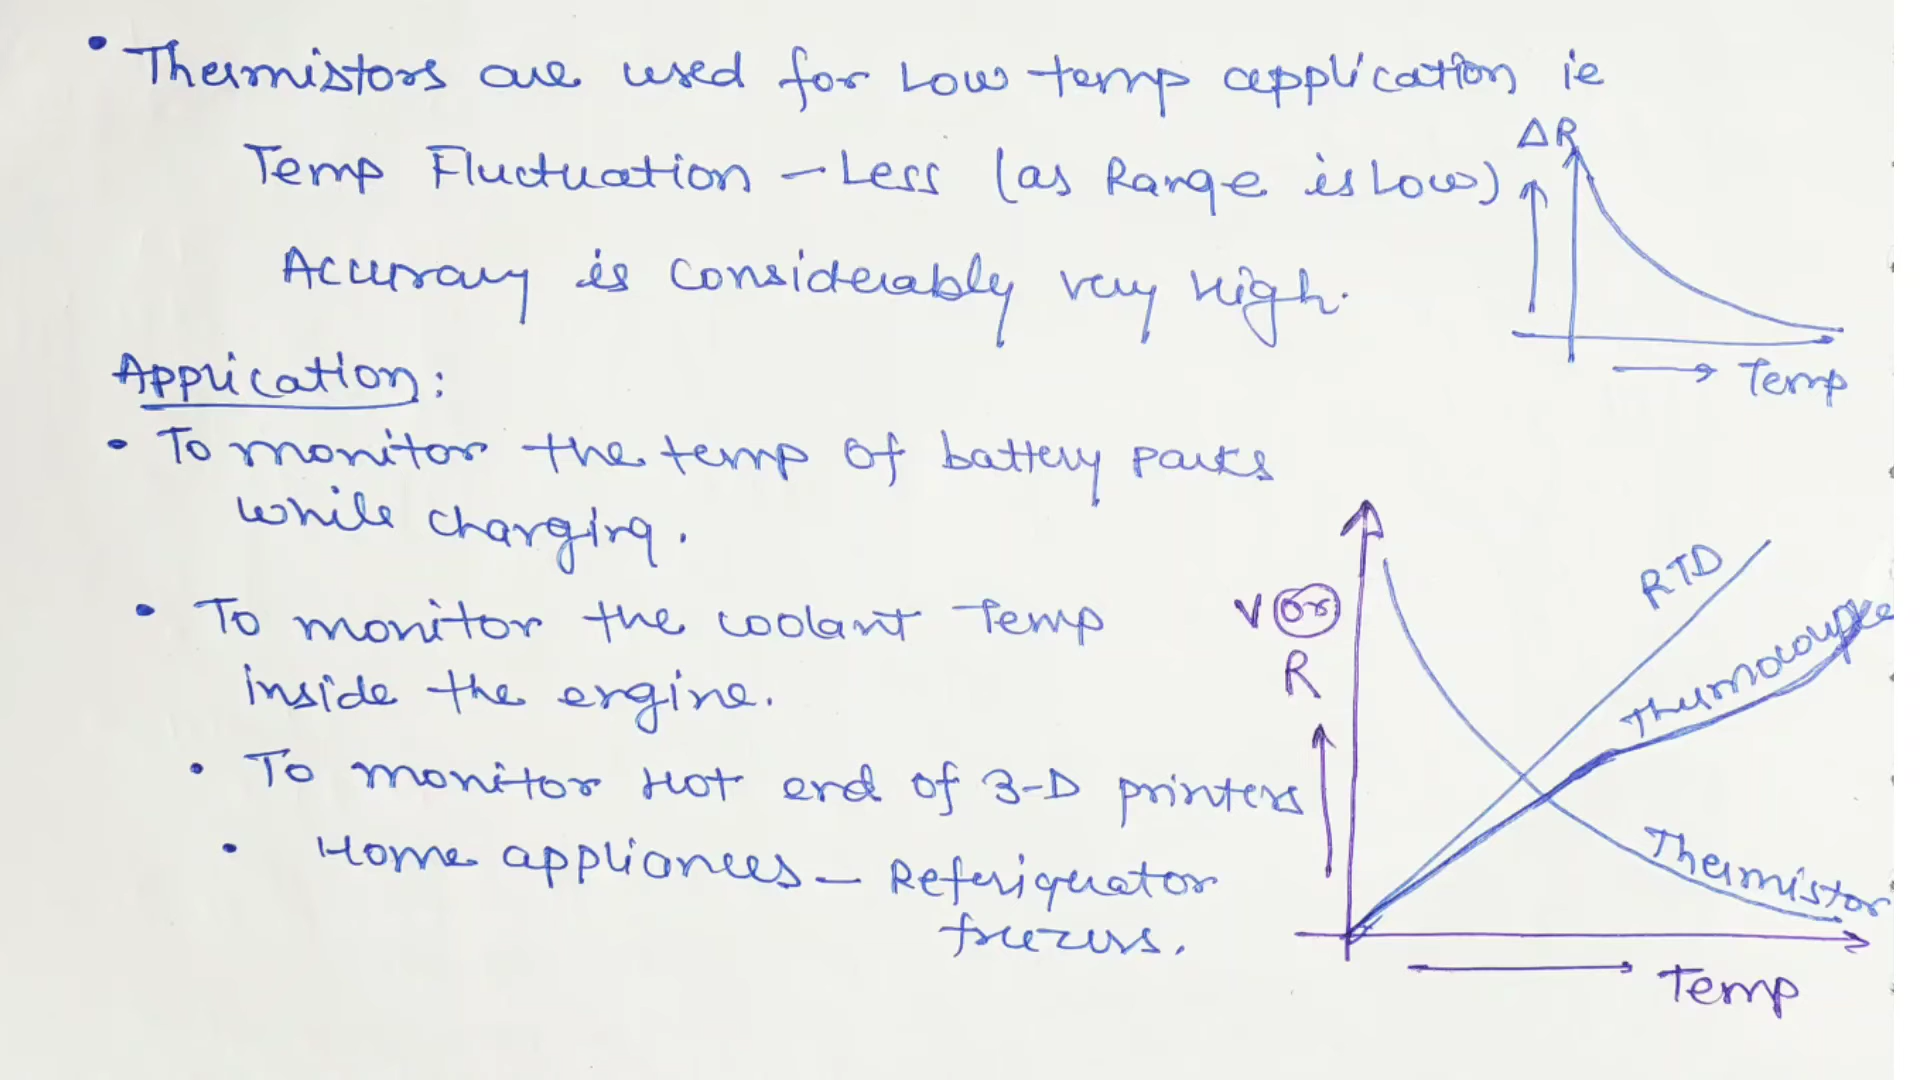 • Thermistors are used for Low temp application ie
Temp Fluctuation – Less (as Range is Low)
Accuracy is considerably very High.
ΔR
Temp
Application:
• To monitor the temp of battery packs
while charging.
• To monitor the coolant Temp
inside the engine.
• To monitor Hot end of 3-D printers
• Home appliances – Referiguator
freezers.
V or
R
RTD
Thermocouple
Thermistor
Temp